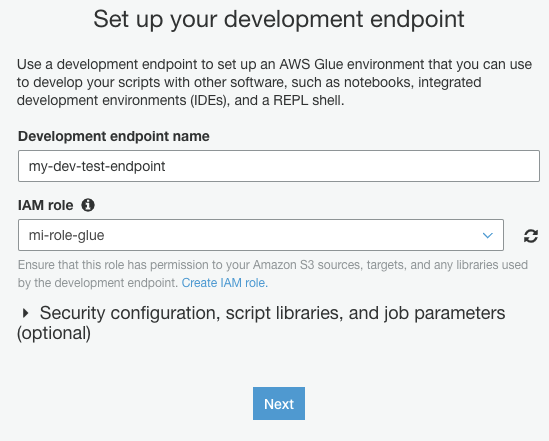 Set up your development endpoint
Use a development endpoint to set up an AWS Glue environment that you can use
to develop your scripts with other software, such as notebooks, integrated
development environments (IDEs), and a REPL shell.
Development endpoint name
my-dev-test-endpoint
IAM role
mi-role-glue
Ensure that this role has permission to your Amazon S3 sources, targets, and any libraries used
by the development endpoint. Create IAM role.
Security configuration, script libraries, and job parameters
(optional)
Next